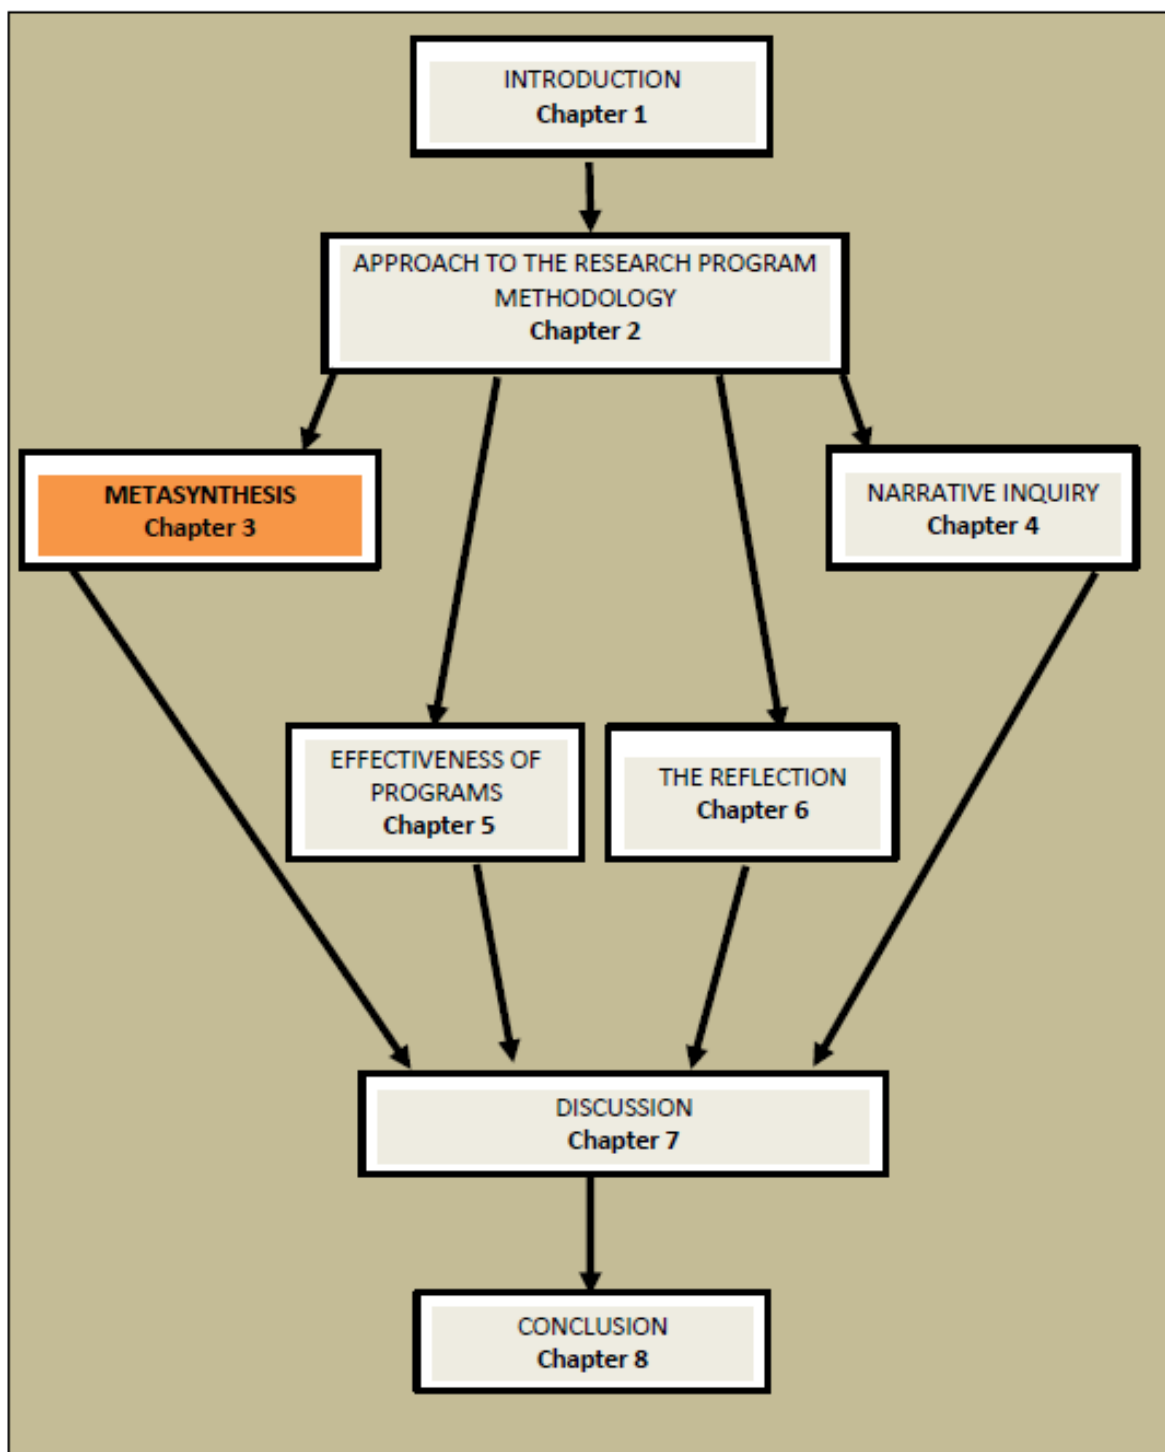 INTRODUCTION
Chapter 1
APPROACH TO THE RESEARCH PROGRAM
METHODOLOGY
Chapter 2
METASYNTHESIS
Chapter 3
NARRATIVE INQUIRY
Chapter 4
EFFECTIVENESS OF
PROGRAMS
Chapter 5
THE REFLECTION
Chapter 6
DISCUSSION
Chapter 7
CONCLUSION
Chapter 8